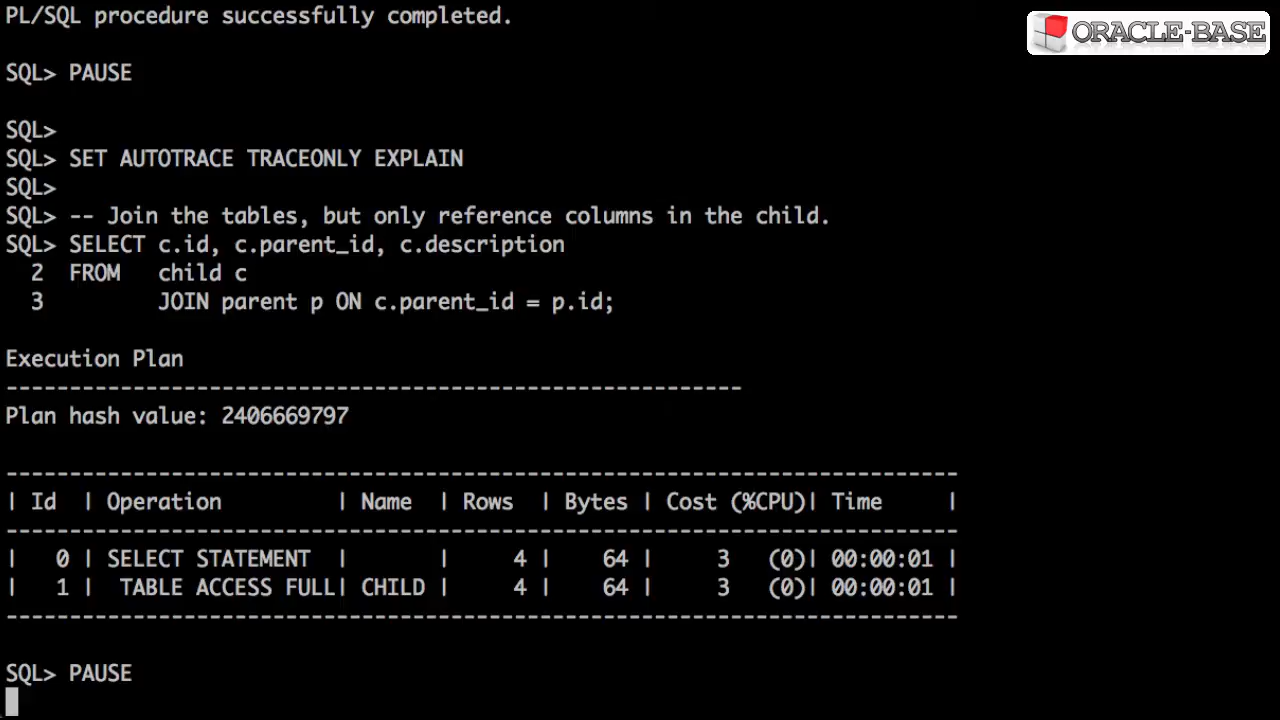 PL/SQL procedure successfully completed.
ORACLE-BASE
SQL> PAUSE
SQL>
SQL> SET AUTOTRACE TRACEONLY EXPLAIN
SQL>
SQL> -- Join the tables, but only reference columns in the child.
SQL> SELECT c.id, c.parent_id, c.description
  2  FROM   child c
  3         JOIN parent p ON c.parent_id = p.id;
Execution Plan
----------------------------------------------------------
Plan hash value: 2406669797
---------------------------------------------------------------------------
| Id  | Operation         | Name  | Rows  | Bytes | Cost (%CPU)| Time     |
---------------------------------------------------------------------------
|   0 | SELECT STATEMENT  |       |     4 |    64 |     3   (0)| 00:00:01 |
|   1 |  TABLE ACCESS FULL| CHILD |     4 |    64 |     3   (0)| 00:00:01 |
---------------------------------------------------------------------------
SQL> PAUSE